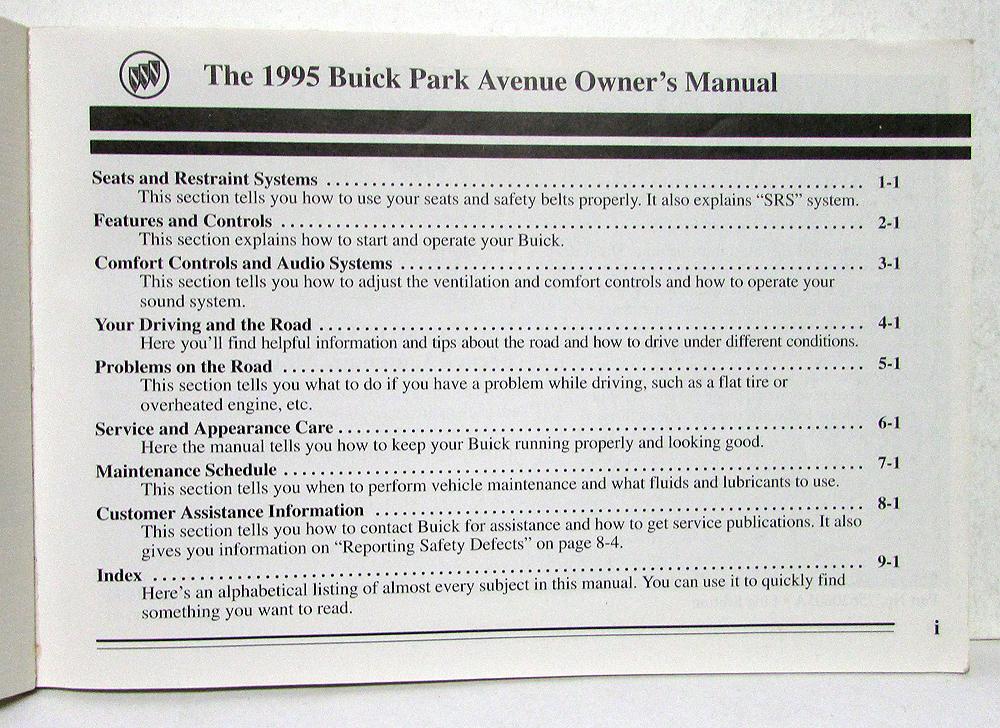 The 1995 Buick Park Avenue Owner's Manual
Seats and Restraint Systems ............................................................ 1-1
This section tells you how to use your seats and safety belts properly. It also explains “SRS” system.
Features and Controls ............................................................ 2-1
This section explains how to start and operate your Buick.
Comfort Controls and Audio Systems ............................................................ 3-1
This section tells you how to adjust the ventilation and comfort controls and how to operate your
sound system.
Your Driving and the Road ............................................................ 4-1
Here you'll find helpful information and tips about the road and how to drive under different conditions.
Problems on the Road ............................................................ 5-1
This section tells you what to do if you have a problem while driving, such as a flat tire or
overheated engine, etc.
Service and Appearance Care ............................................................ 6-1
Here the manual tells you how to keep your Buick running properly and looking good.
Maintenance Schedule ............................................................ 7-1
This section tells you when to perform vehicle maintenance and what fluids and lubricants to use.
Customer Assistance Information ............................................................ 8-1
This section tells you how to contact Buick for assistance and how to get service publications. It also
gives you information on “Reporting Safety Defects” on page 8-4.
Index ............................................................ 9-1
Here's an alphabetical listing of almost every subject in this manual. You can use it to quickly find
something you want to read.
i